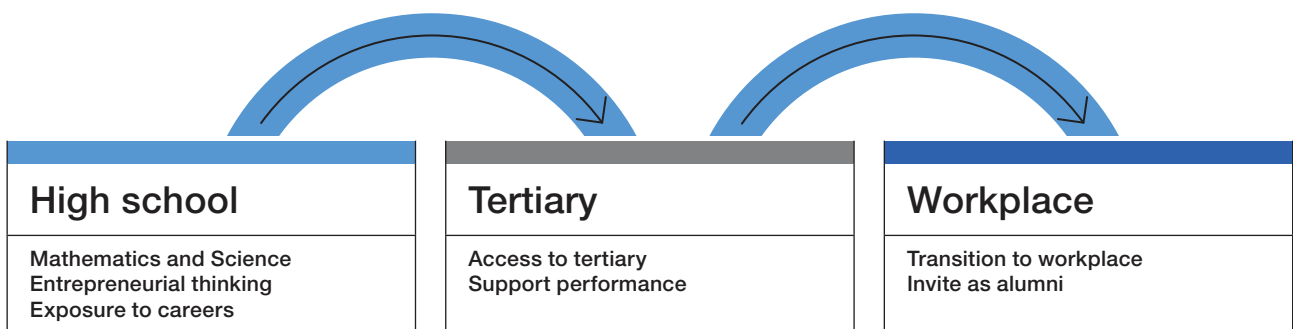 High school
Mathematics and Science
Entrepreneurial thinking
Exposure to careers
Tertiary
Access to tertiary
Support performance
Workplace
Transition to workplace
Invite as alumni